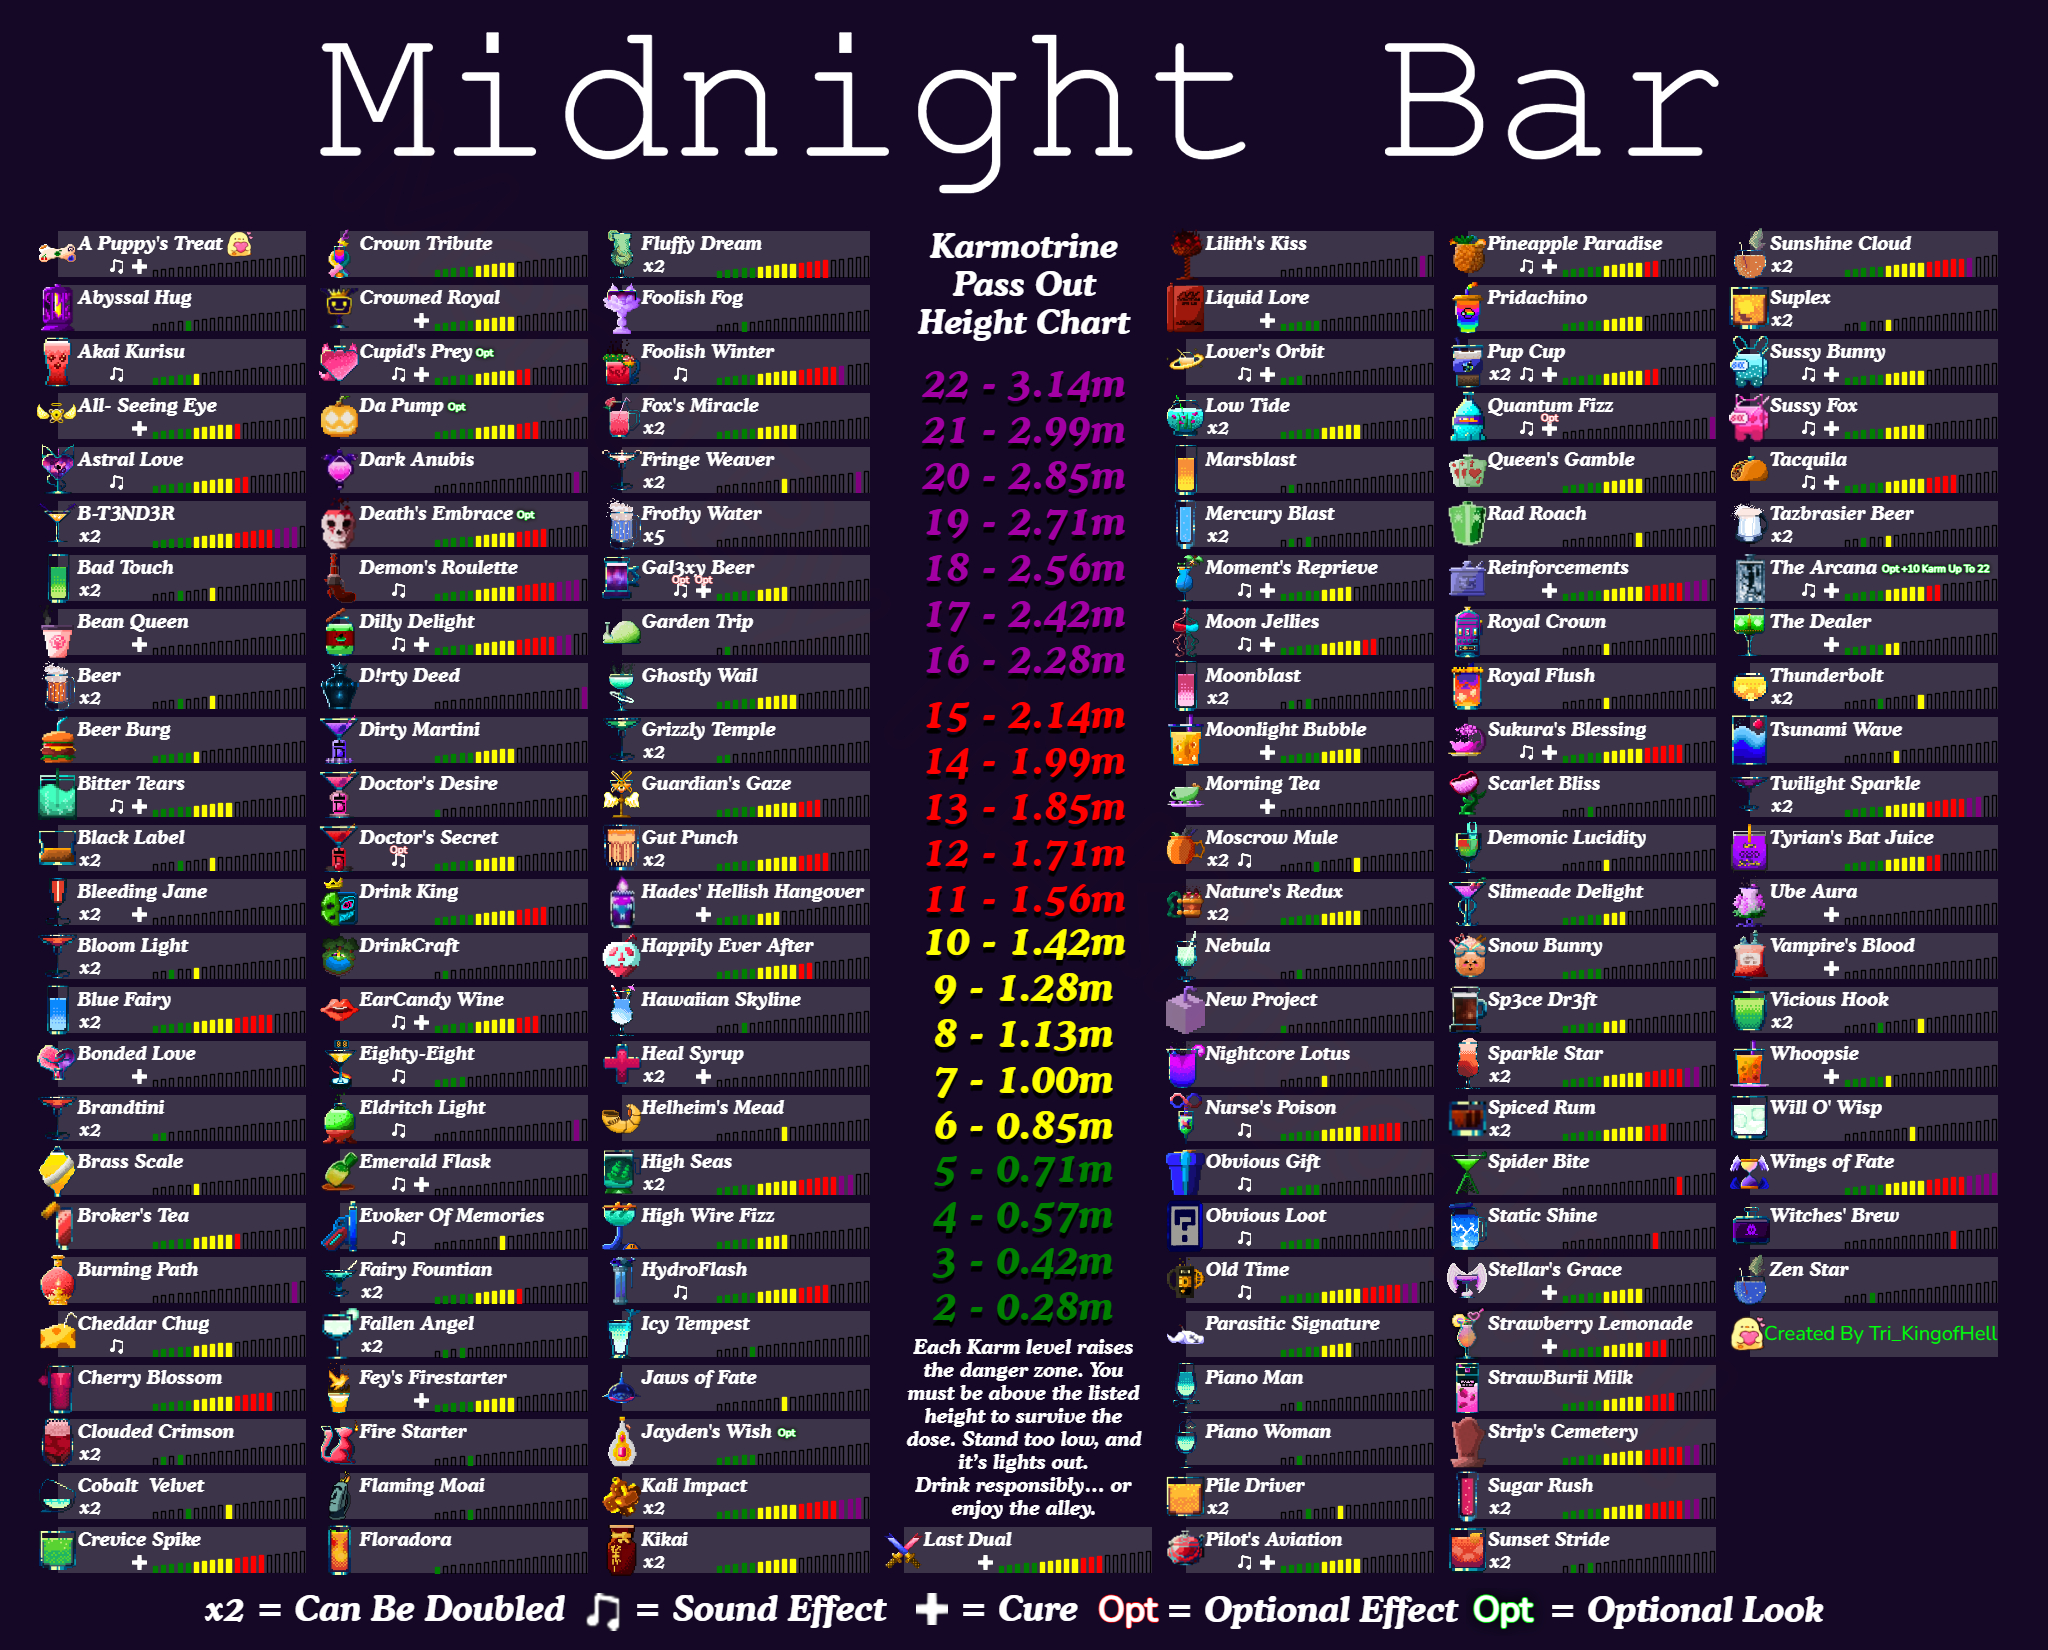 Midnight Bar
A Puppy's Treat
Abyssal Hug
Akai Kurisu
All- Seeing Eye
Astral Love
B-T3ND3R
x2
Bad Touch
x2
Bean Queen
Beer
x2
Beer Burg
Bitter Tears
Black Label
x2
Bleeding Jane
x2
Bloom Light
x2
Blue Fairy
x2
Bonded Love
Brandtini
x2
Brass Scale
Broker's Tea
Burning Path
Cheddar Chug
Cherry Blossom
Clouded Crimson
x2
Cobalt Velvet
x2
Crevice Spike
Crown Tribute
Crowned Royal
Cupid's Prey Opt
Da Pump Opt
Dark Anubis
Death's Embrace Opt
Demon's Roulette
Dilly Delight
D!rty Deed
Dirty Martini
Doctor's Desire
Doctor's Secret
Opt
Drink King
DrinkCraft
EarCandy Wine
Eighty-Eight
Eldritch Light
Emerald Flask
Evoker Of Memories
Fairy Fountian
x2
Fallen Angel
x2
Fey's Firestarter
Fire Starter
Flaming Moai
Floradora
Fluffy Dream
x2
Foolish Fog
Foolish Winter
Fox's Miracle
x2
Fringe Weaver
x2
Frothy Water
x5
Gal3xy Beer
Opt Opt
Garden Trip
Ghostly Wail
Grizzly Temple
x2
Guardian's Gaze
Gut Punch
x2
Hades' Hellish Hangover
Happily Ever After
Hawaiian Skyline
Heal Syrup
x2
Helheim's Mead
High Seas
x2
High Wire Fizz
HydroFlash
Icy Tempest
Jaws of Fate
Jayden's Wish Opt
Kali Impact
x2
Kikai
x2
Karmotrine
Pass Out
Height Chart
22 - 3.14m
21 - 2.99m
20 - 2.85m
19 - 2.71m
18 - 2.56m
17 - 2.42m
16 - 2.28m
15 - 2.14m
14 - 1.99m
13 - 1.85m
12 - 1.71m
11 - 1.56m
10 - 1.42m
9 - 1.28m
8 - 1.13m
7 - 1.00m
6 - 0.85m
5 - 0.71m
4 - 0.57m
3 - 0.42m
2 - 0.28m
Each Karm level raises
the danger zone. You
must be above the listed
height to survive the
dose. Stand too low, and
it's lights out.
Drink responsibly... or
enjoy the alley.
Last Dual
Lilith's Kiss
Liquid Lore
Lover's Orbit
Low Tide
x2
Marsblast
Mercury Blast
x2
Moment's Reprieve
Moon Jellies
Moonblast
x2
Moonlight Bubble
Morning Tea
Moscrow Mule
x2
Nature's Redux
x2
Nebula
New Project
Nightcore Lotus
Nurse's Poison
Obvious Gift
Obvious Loot
Old Time
Parasitic Signature
Piano Man
Piano Woman
Pile Driver
x2
Pilot's Aviation
Pineapple Paradise
Pridachino
Pup Cup
x2
Quantum Fizz
Opt
Queen's Gamble
Rad Roach
Reinforcements
Royal Crown
Royal Flush
Sukura's Blessing
Scarlet Bliss
Demonic Lucidity
Slimeade Delight
Snow Bunny
Sp3ce Dr3ft
Sparkle Star
x2
Spiced Rum
x2
Spider Bite
Static Shine
Stellar's Grace
Strawberry Lemonade
StrawBurii Milk
Strip's Cemetery
Sugar Rush
x2
Sunset Stride
x2
Sunshine Cloud
x2
Suplex
x2
Sussy Bunny
Sussy Fox
Tacquila
Tazbrasier Beer
x2
The Arcana Opt +10 Karm Up To 22
The Dealer
Thunderbolt
x2
Tsunami Wave
Twilight Sparkle
x2
Tyrian's Bat Juice
Ube Aura
Vampire's Blood
Vicious Hook
x2
Whoopsie
Will O' Wisp
Wings of Fate
Witches' Brew
Zen Star
Created By Tri_KingofHell
x2 = Can Be Doubled = Sound Effect = Cure Opt = Optional Effect Opt = Optional Look